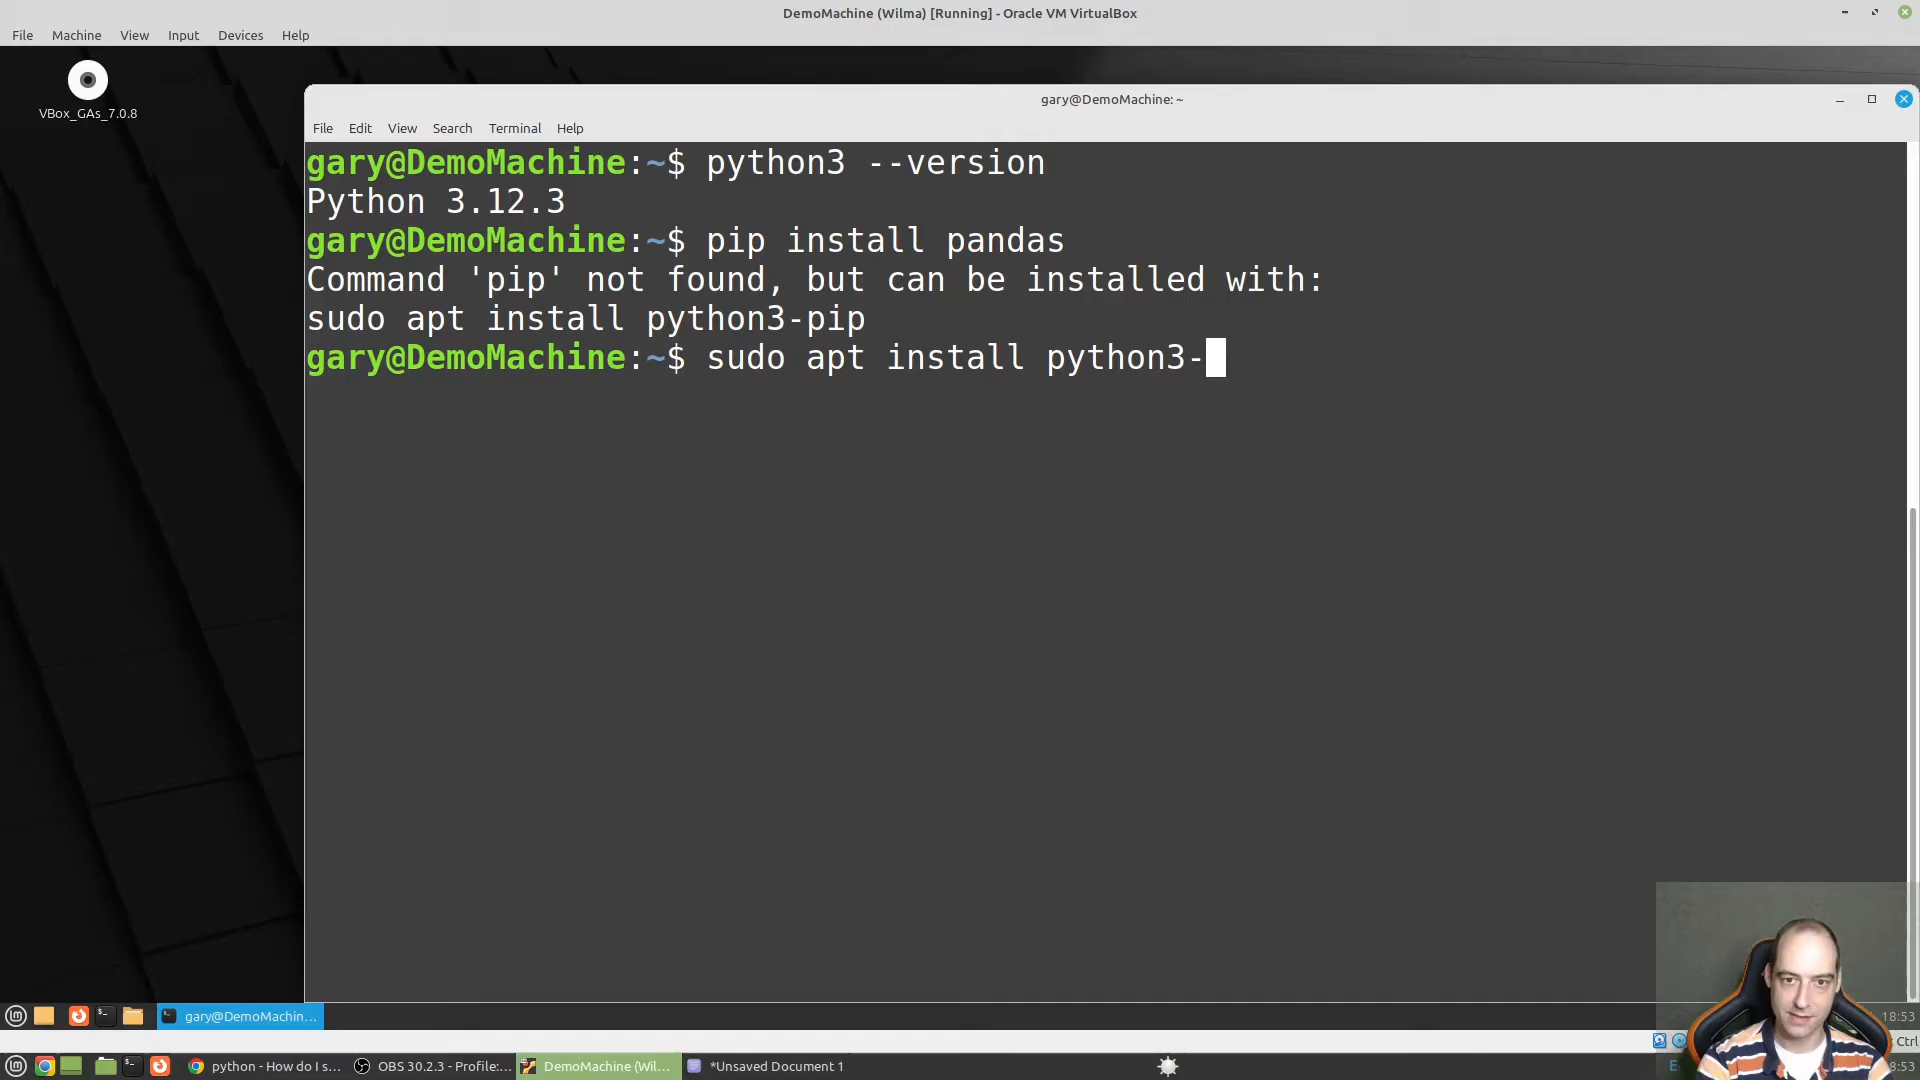 DemoMachine (Wilma) [Running] - Oracle VM VirtualBox
File Machine View Input Devices Help
VBox_GAs_7.0.8
gary@DemoMachine: ~
File Edit View Search Terminal Help
gary@DemoMachine:~$ python3 --version
Python 3.12.3
gary@DemoMachine:~$ pip install pandas
Command 'pip' not found, but can be installed with:
sudo apt install python3-pip
gary@DemoMachine:~$ sudo apt install python3-
gary@DemoMachin...
18:53
Ctrl
python - How do I s...
OBS 30.2.3 - Profile:...
DemoMachine (Wil...
*Unsaved Document 1
8:53